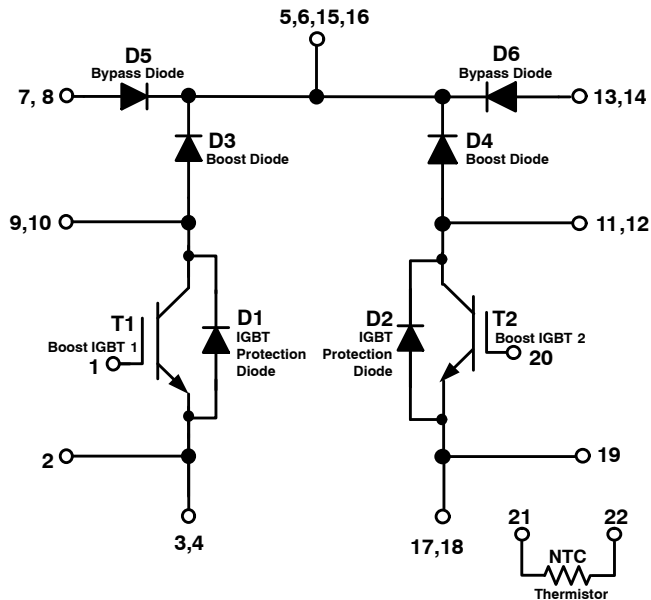 5,6,15,16
D5
Bypass Diode
D6
Bypass Diode
7, 8
13,14
D3
Boost Diode
D4
Boost Diode
9,10
11,12
T1
Boost IGBT 1
1
D1
IGBT
Protection
Diode
D2
IGBT
Protection
Diode
T2
Boost IGBT 2
20
2
19
3,4
17,18
21
22
NTC
Thermistor